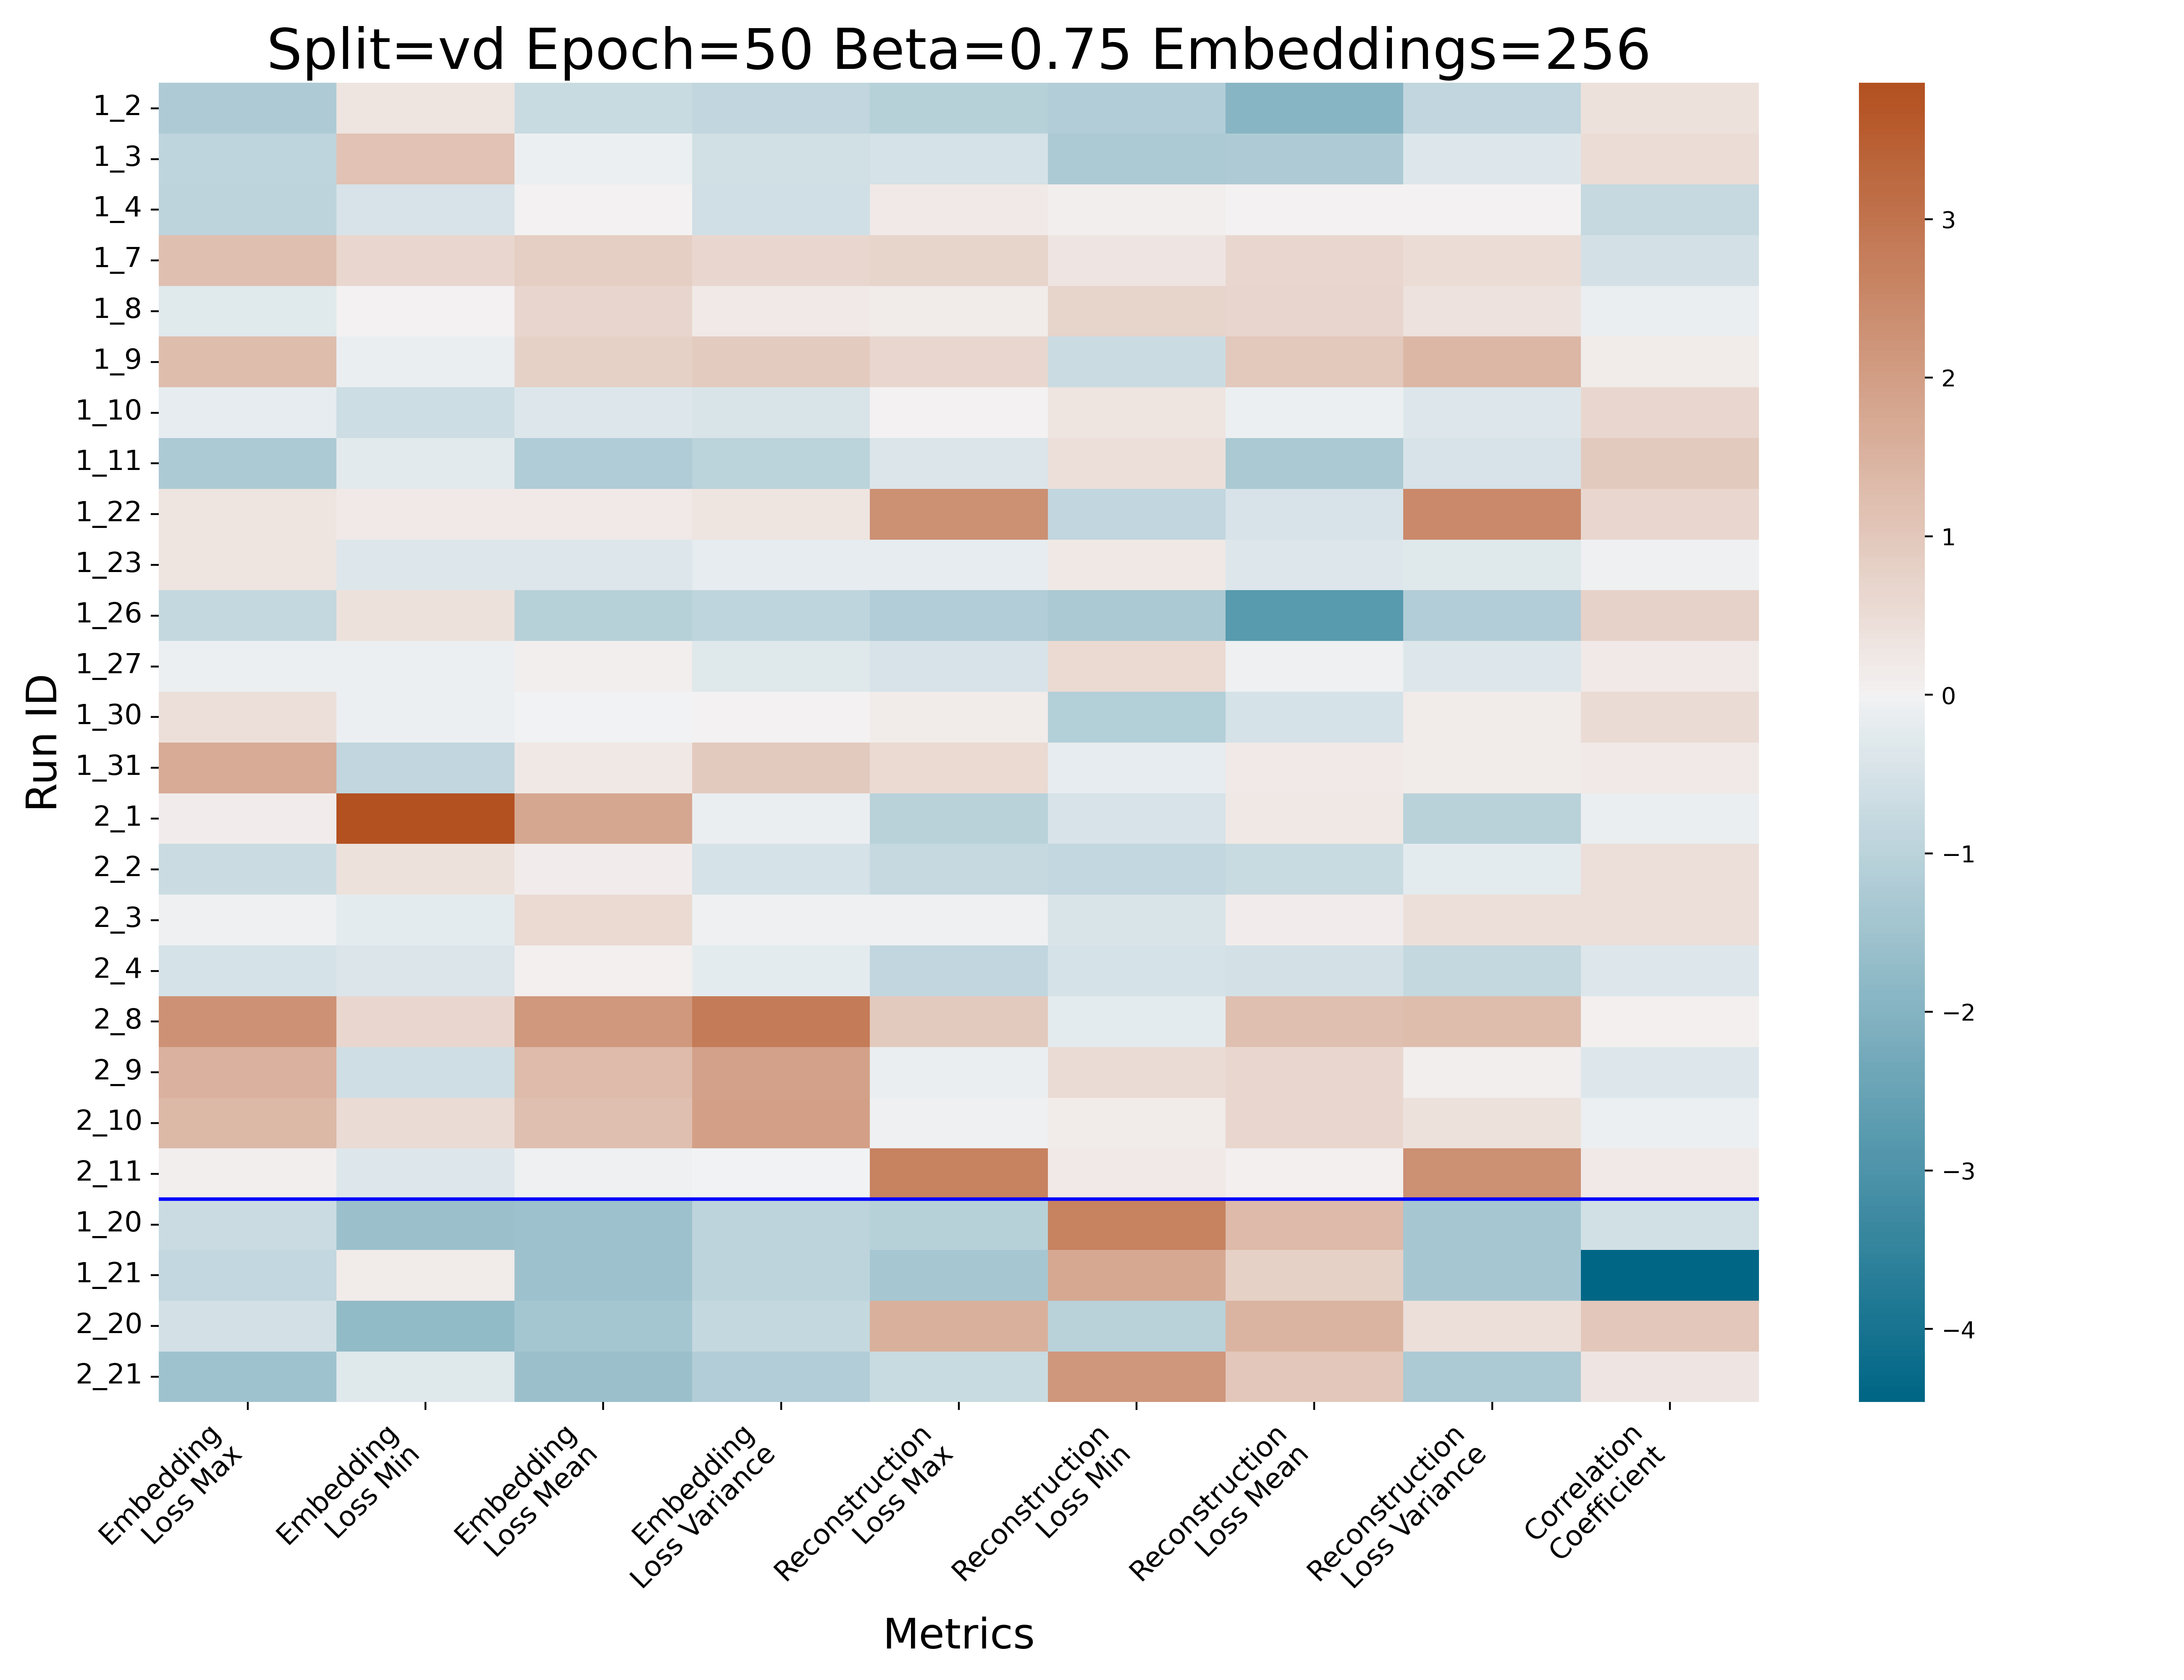 Split=vd Epoch=50 Beta=0.75 Embeddings=256
Run ID
1_2
1_3
1_4
1_7
1_8
1_9
1_10
1_11
1_22
1_23
1_26
1_27
1_30
1_31
2_1
2_2
2_3
2_4
2_8
2_9
2_10
2_11
1_20
1_21
2_20
2_21
Embedding
Loss Max
Embedding
Loss Min
Embedding
Loss Mean
Embedding
Loss Variance
Reconstruction
Loss Max
Reconstruction
Loss Min
Reconstruction
Loss Mean
Reconstruction
Loss Variance
Correlation
Coefficient
Metrics
3
2
1
0
−1
−2
−3
−4